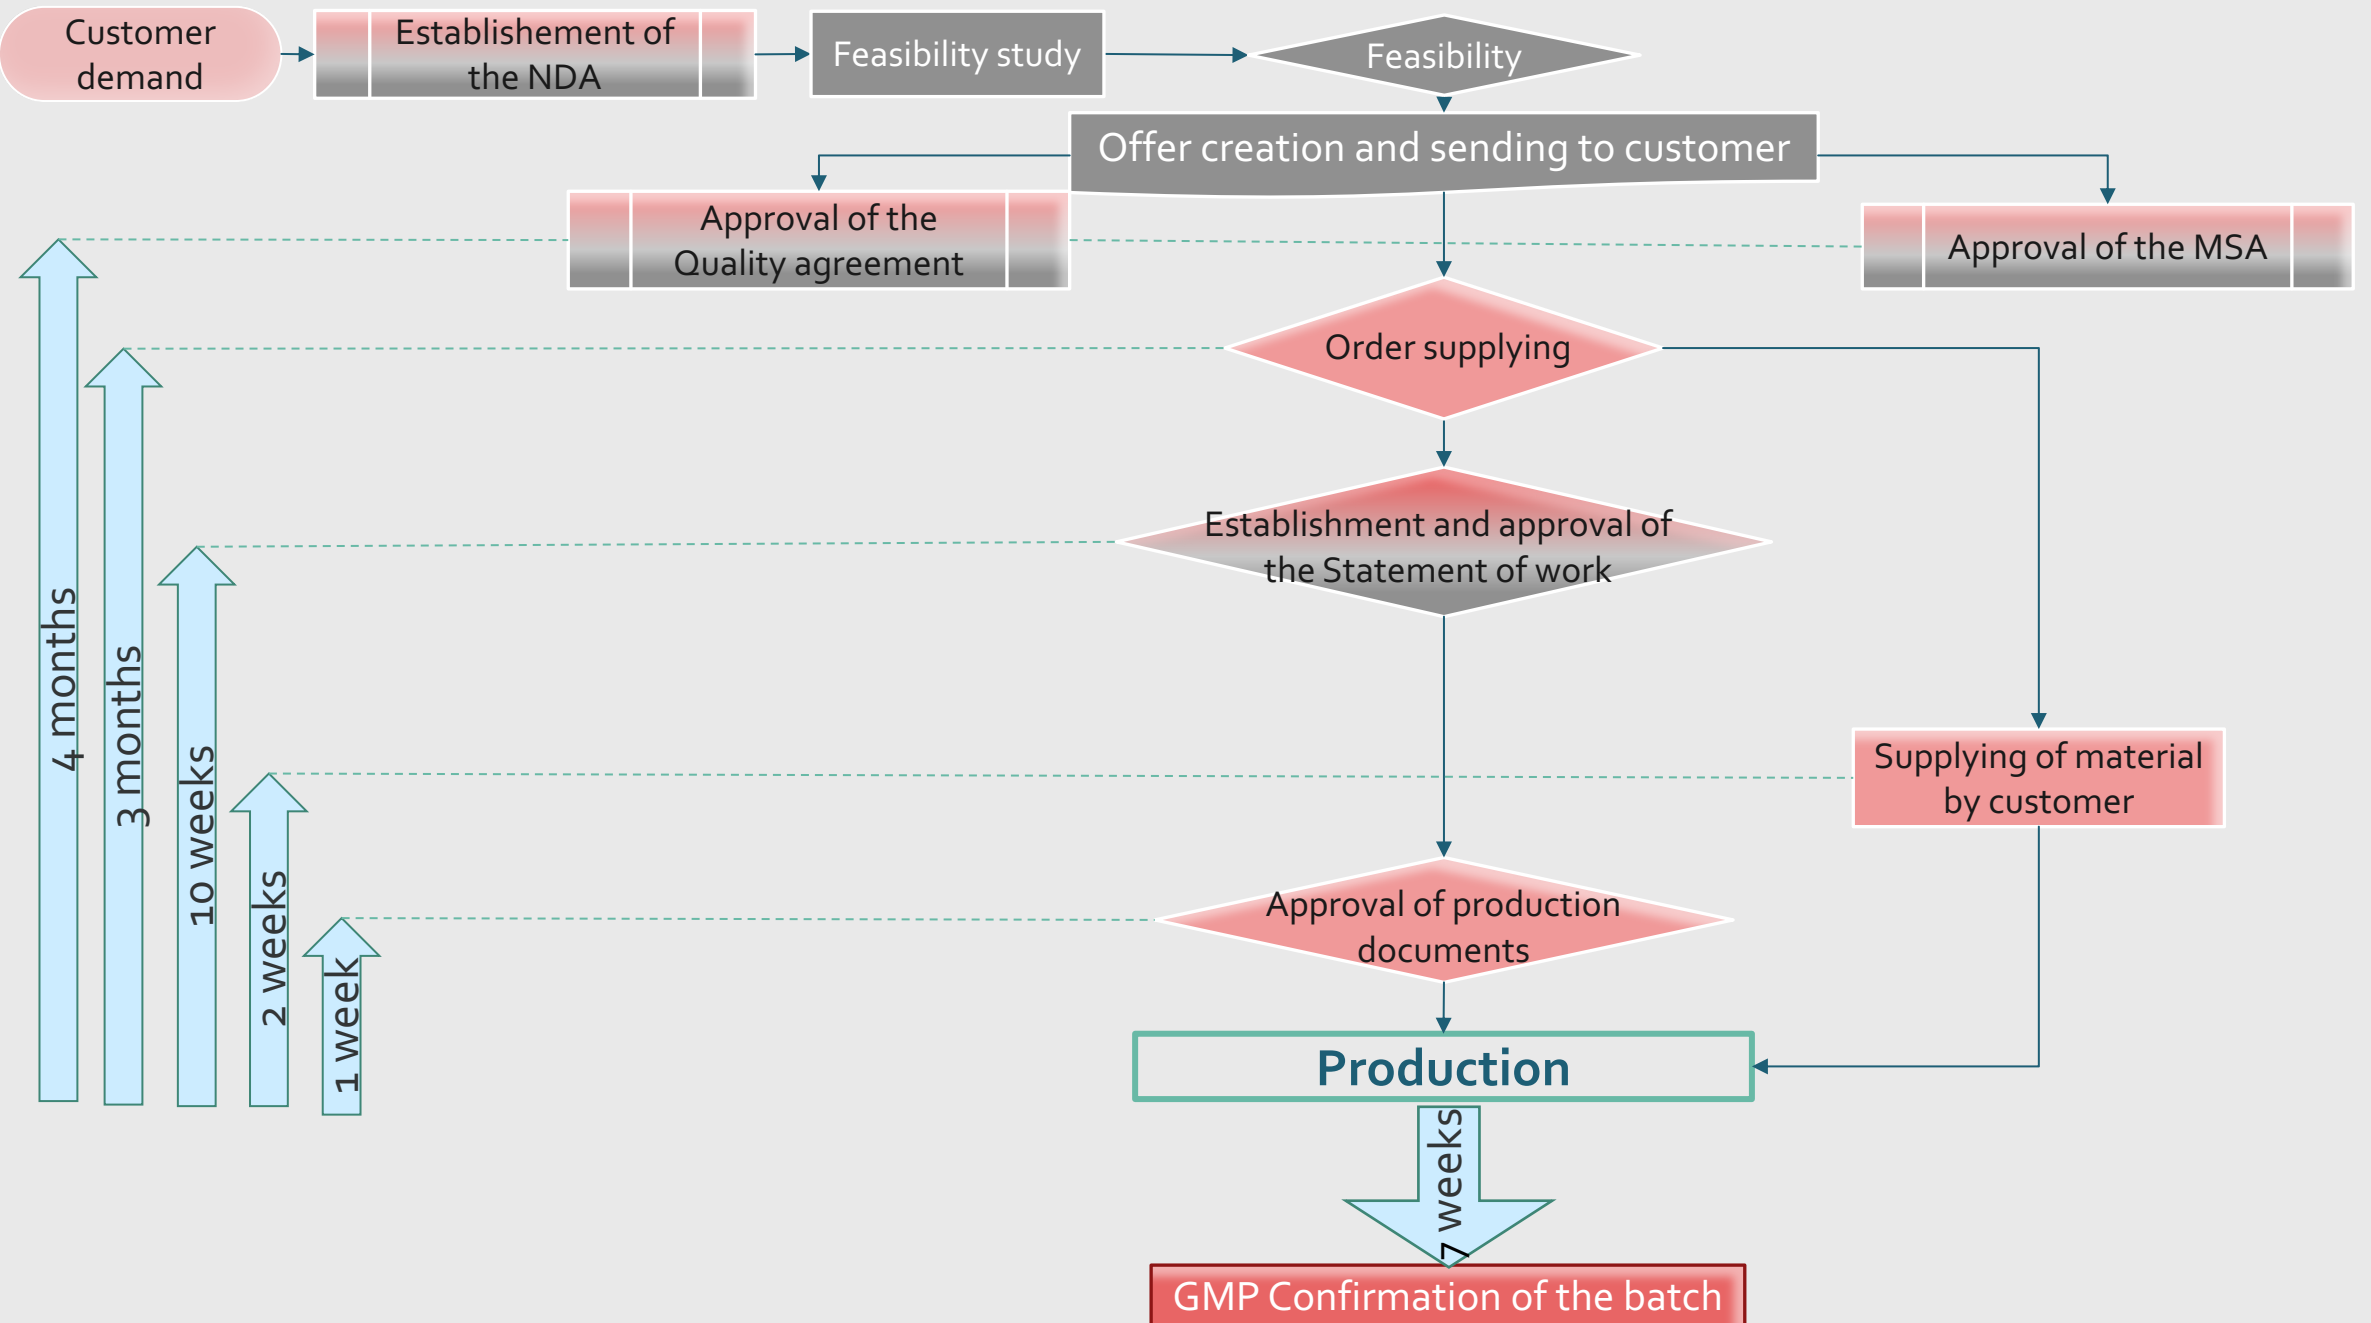 Customer
demand
Establishement of
the NDA
Feasibility study
Feasibility
Offer creation and sending to customer
Approval of the
Quality agreement
Approval of the MSA
Order supplying
Establishment and approval of
the Statement of work
4 months
3 months
10 weeks
2 weeks
1 week
Supplying of material
by customer
Approval of production
documents
Production
7 weeks
GMP Confirmation of the batch